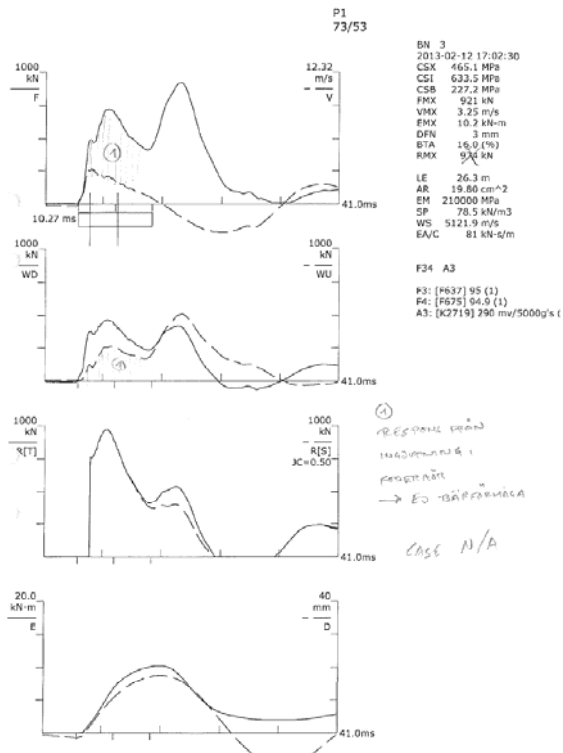 P1
73/53
BN 3
2013-02-12 17:02:30
CSX 465.1 MPa
CSI 633.5 MPa
CSB 227.2 MPa
FMX 921 kN
VMX 3.25 m/s
EMX 10.2 kN-m
DFN 3 mm
BTA 16.0 (%)
RMX 974 kN
LE 26.3 m
AR 19.80 cm^2
EM 210000 MPa
SP 78.5 kN/m3
WS 5121.9 m/s
EA/C 81 kN-s/m
F34 A3
F3: [F637] 95 (1)
F4: [F675] 94.9 (1)
A3: [K2719] 290 mv/5000g's (
1000
kN
F
12.32
m/s
V
1
10.27 ms
41.0ms
1000
kN
WD
1000
kN
WU
1
41.0ms
1000
kN
R[T]
1000
kN
R[S]
JC=0.50
41.0ms
1
RESPONS FRÅN
INGJUTNING I
FODERRÖR
→ EJ BÄRFÖRMÅGA
CASE N/A
20.0
kN-m
E
40
mm
D
41.0ms